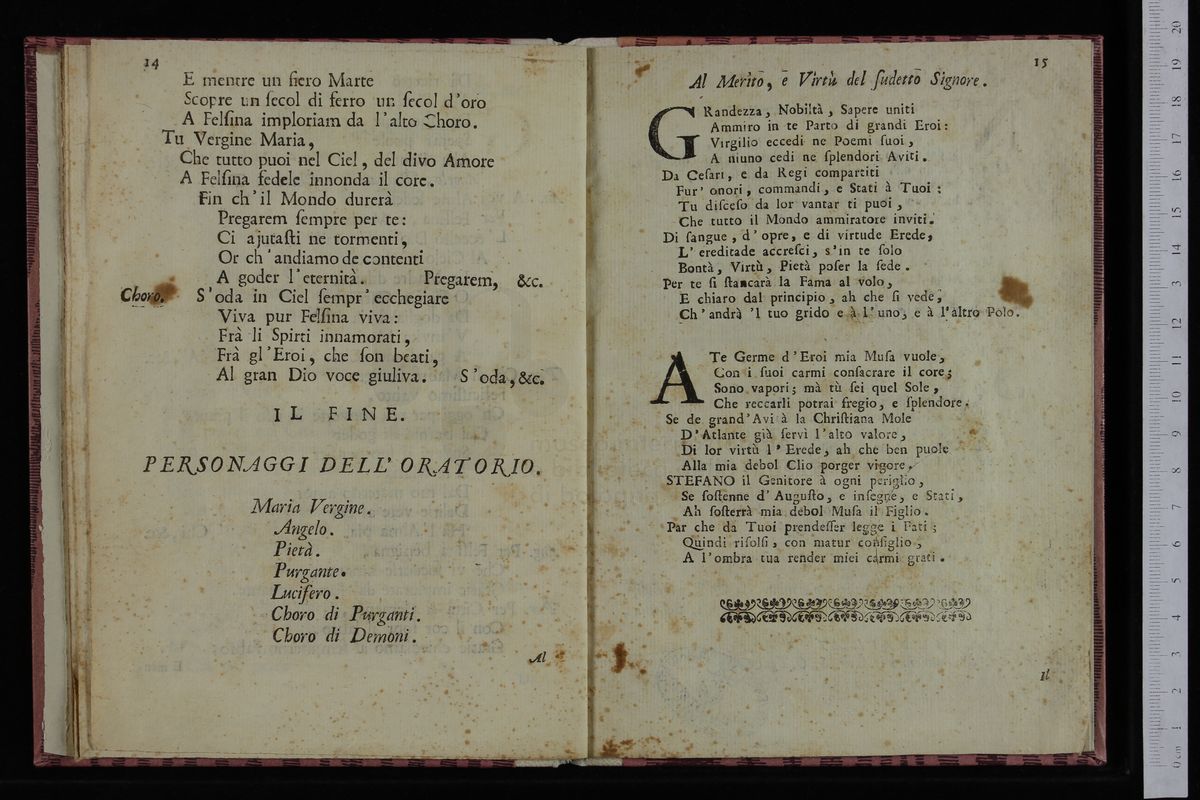 14
E mentre un fiero Marte
Scopre un ſecol di ferro un ſecol d'oro
A Felſina imploriam da l'alto Choro.
Tu Vergine Maria,
Che tutto puoi nel Ciel, del divo Amore
A Felſina fedele innonda il core.
Fin ch'il Mondo durerà
Pregarem ſempre per te:
Ci ajutaſti ne tormenti,
Or ch'andiamo de contenti
A goder l'eternità. Pregarem, &c.
Choro. S'oda in Ciel ſempr'ecchegiare
Viva pur Felſina viva:
Frà li Spirti innamorati,
Frà gl'Eroi, che ſon beati,
Al gran Dio voce giuliva. S'oda, &c.
IL FINE.
PERSONAGGI DELL' ORATORIO.
Maria Vergine.
Angelo.
Pietà.
Purgante.
Lucifero.
Choro di Purganti.
Choro di Demoni.
Al
15
Al Merito, e Virtù del ſudetto Signore.
GRandezza, Nobiltà, Sapere uniti
Ammiro in te Parto di grandi Eroi:
Virgilio eccedi ne Poemi ſuoi,
A niuno cedi ne ſplendori Aviti.
Da Ceſari, e da Regi compartiti
Fur' onori, commandi, e Stati à Tuoi:
Tu diſceſo da lor vantar ti puoi,
Che tutto il Mondo ammiratore inviti.
Di ſangue, d'opre, e di virtude Erede,
L'ereditade accreſci, s'in te ſolo
Bontà, Virtù, Pietà poſer la ſede.
Per te ſi ſtancarà la Fama al volo,
E chiaro dal principio, ah che ſi vede,
Ch'andrà 'l tuo grido e à l'uno, e à l'altro Polo.
A Te Germe d'Eroi mia Muſa vuole,
Con i ſuoi carmi conſacrare il core;
Sono vapori; mà tù ſei quel Sole,
Che reccarli potrai fregio, e ſplendore.
Se de grand'Avi à la Chriſtiana Mole
D'Atlante già ſervì l'alto valore,
Di lor virtù l'Erede, ah che ben puole
Alla mia debol Clio porger vigore.
STEFANO il Genitore à ogni periglio,
Se ſoſtenne d'Auguſto, e inſegne, e Stati,
Ah ſoſterrà mia debol Muſa il Figlio.
Par che da Tuoi prendeſſer legge i Fati;
Quindi riſolſi, con matur conſiglio,
A l'ombra tua render miei carmi grati.
Il